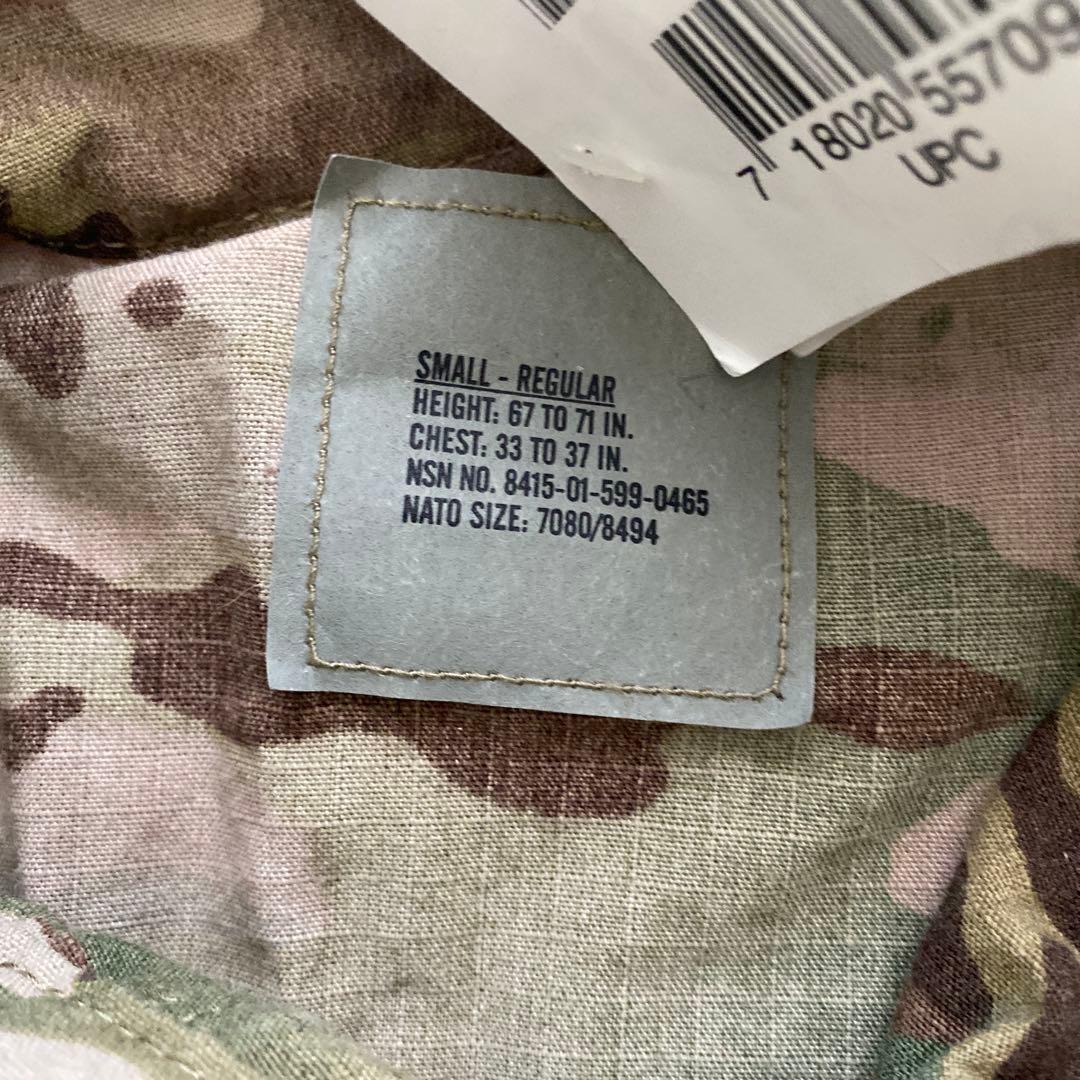 7 18020 55709
UPC
SMALL - REGULAR
HEIGHT: 67 TO 71 IN.
CHEST: 33 TO 37 IN.
NSN NO. 8415-01-599-0465
NATO SIZE: 7080/8494